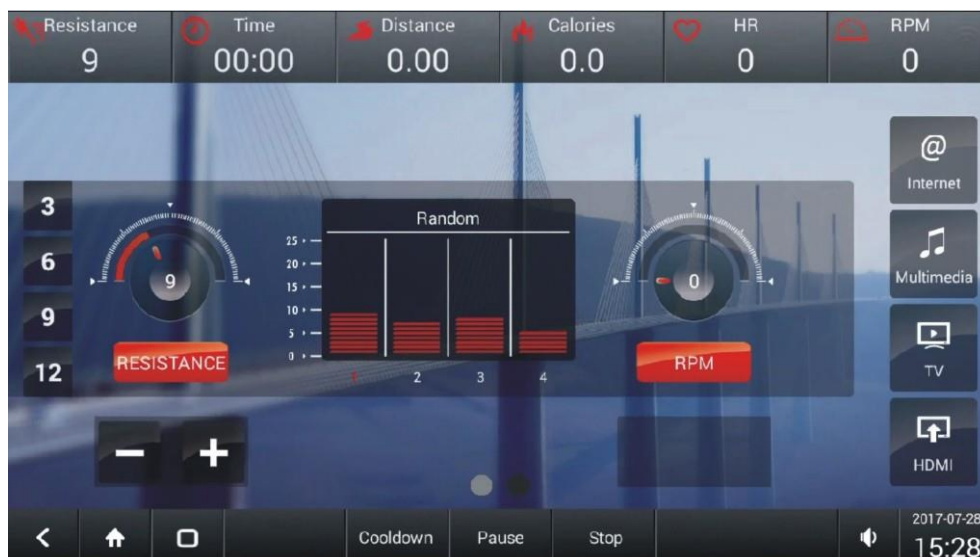 Resistance
9
Time
00:00
Distance
0.00
Calories
0.0
HR
0
RPM
0
3
6
9
12
9
RESISTANCE
Random
25
20
15
10
5
0
1
2
3
4
0
RPM
@
Internet
Multimedia
TV
HDMI
Cooldown
Pause
Stop
2017-07-28
15:28